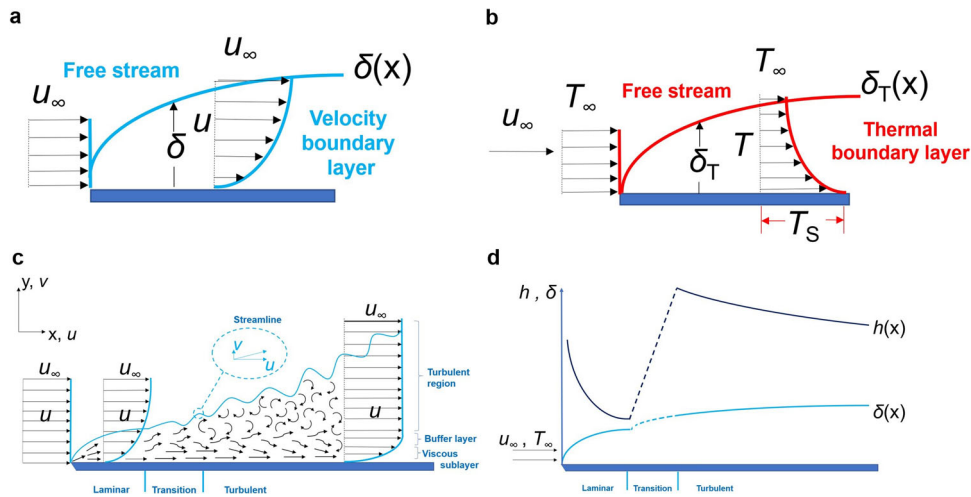 a
u∞
Free stream
u∞
δ(x)
δ
u
Velocity
boundary
layer
b
u∞
T∞
Free stream
T∞
δT(x)
δT
T
Thermal
boundary layer
TS
c
y, v
x, u
Streamline
v
u
u∞
u∞
u∞
u
u
u
Turbulent
region
Buffer layer
Viscous
sublayer
Laminar
Transition
Turbulent
d
h , δ
h(x)
δ(x)
u∞ , T∞
Laminar
Transition
Turbulent